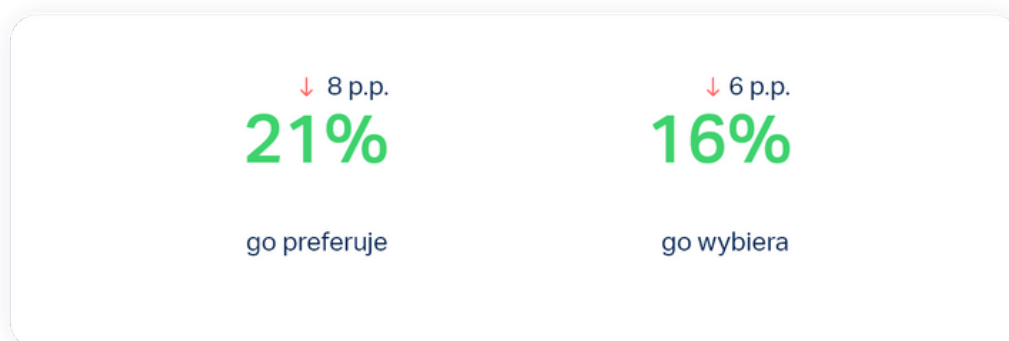 ↓ 8 p.p.
21%
go preferuje
↓ 6 p.p.
16%
go wybiera